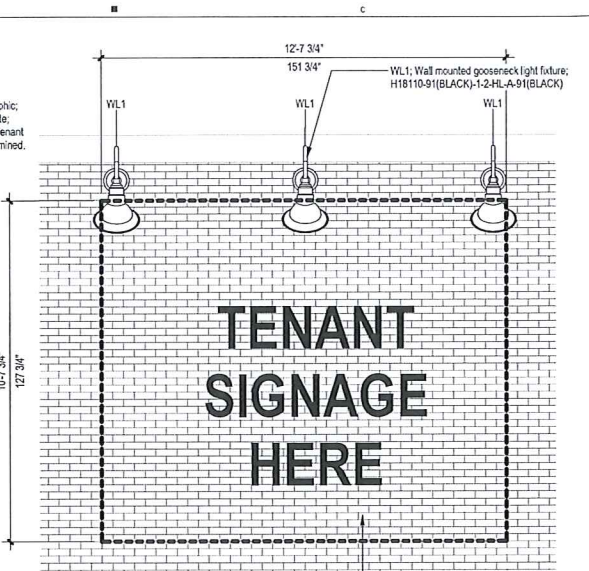 C
12'-7 3/4"
151 3/4"
WL1; Wall mounted gooseneck light fixture;
H18110-91(BLACK)-1-2-HL-A-91(BLACK)
WL1
WL1
WL1
phic;
te;
enant
mined.
10'-7 3/4"
127 3/4"
TENANT
SIGNAGE
HERE